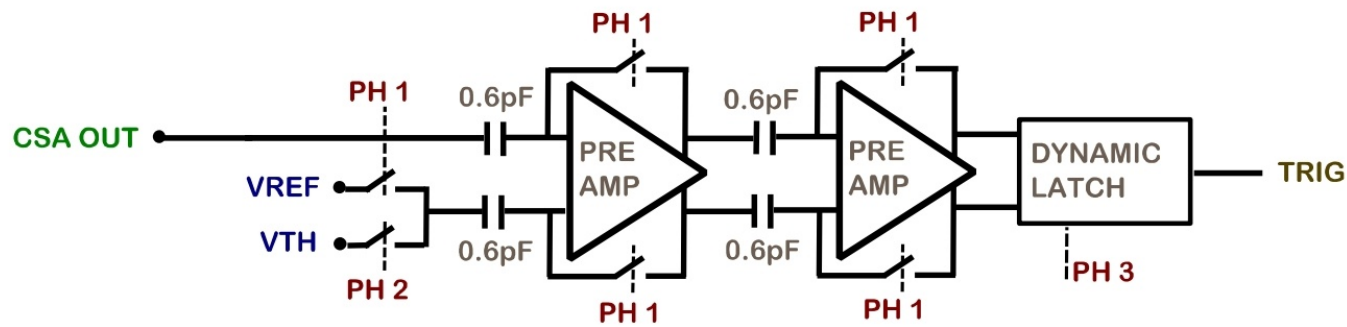 PH 1
PH 1
PH 1
0.6pF
0.6pF
CSA OUT
PRE
AMP
PRE
AMP
DYNAMIC
LATCH
TRIG
VREF
VTH
0.6pF
0.6pF
PH 2
PH 1
PH 1
PH 3